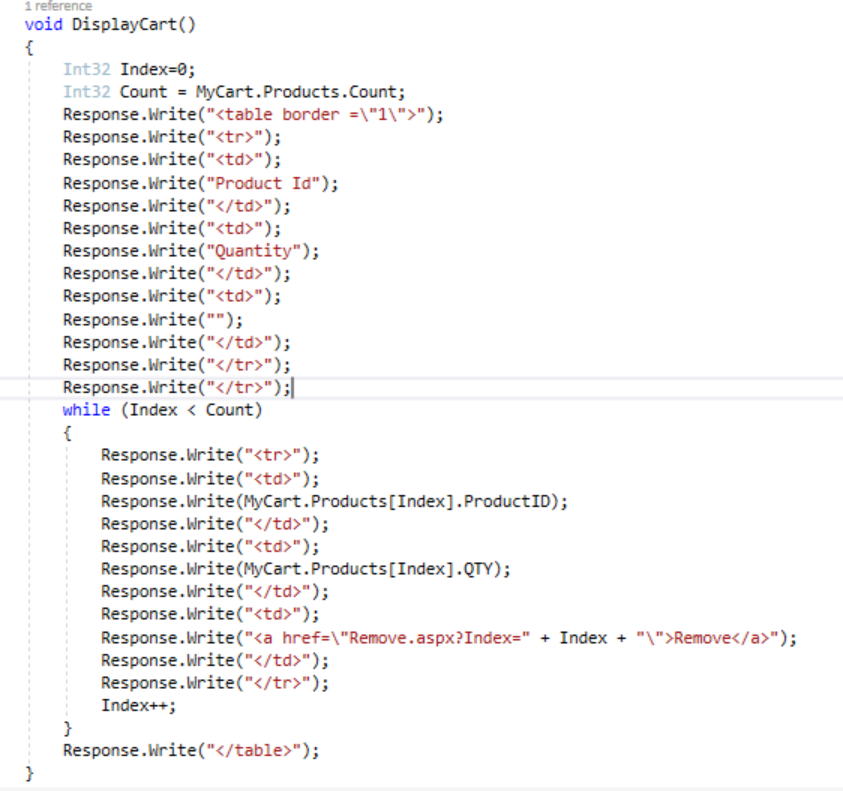 1 reference
void DisplayCart()
{
    Int32 Index=0;
    Int32 Count = MyCart.Products.Count;
    Response.Write("<table border =\"1\">");
    Response.Write("<tr>");
    Response.Write("<td>");
    Response.Write("Product Id");
    Response.Write("</td>");
    Response.Write("<td>");
    Response.Write("Quantity");
    Response.Write("</td>");
    Response.Write("<td>");
    Response.Write("");
    Response.Write("</td>");
    Response.Write("</tr>");
    Response.Write("</tr>");
    while (Index < Count)
    {
        Response.Write("<tr>");
        Response.Write("<td>");
        Response.Write(MyCart.Products[Index].ProductID);
        Response.Write("</td>");
        Response.Write("<td>");
        Response.Write(MyCart.Products[Index].QTY);
        Response.Write("</td>");
        Response.Write("<td>");
        Response.Write("<a href=\"Remove.aspx?Index=" + Index + "\">Remove</a>");
        Response.Write("</td>");
        Response.Write("</tr>");
        Index++;
    }
    Response.Write("</table>");
}